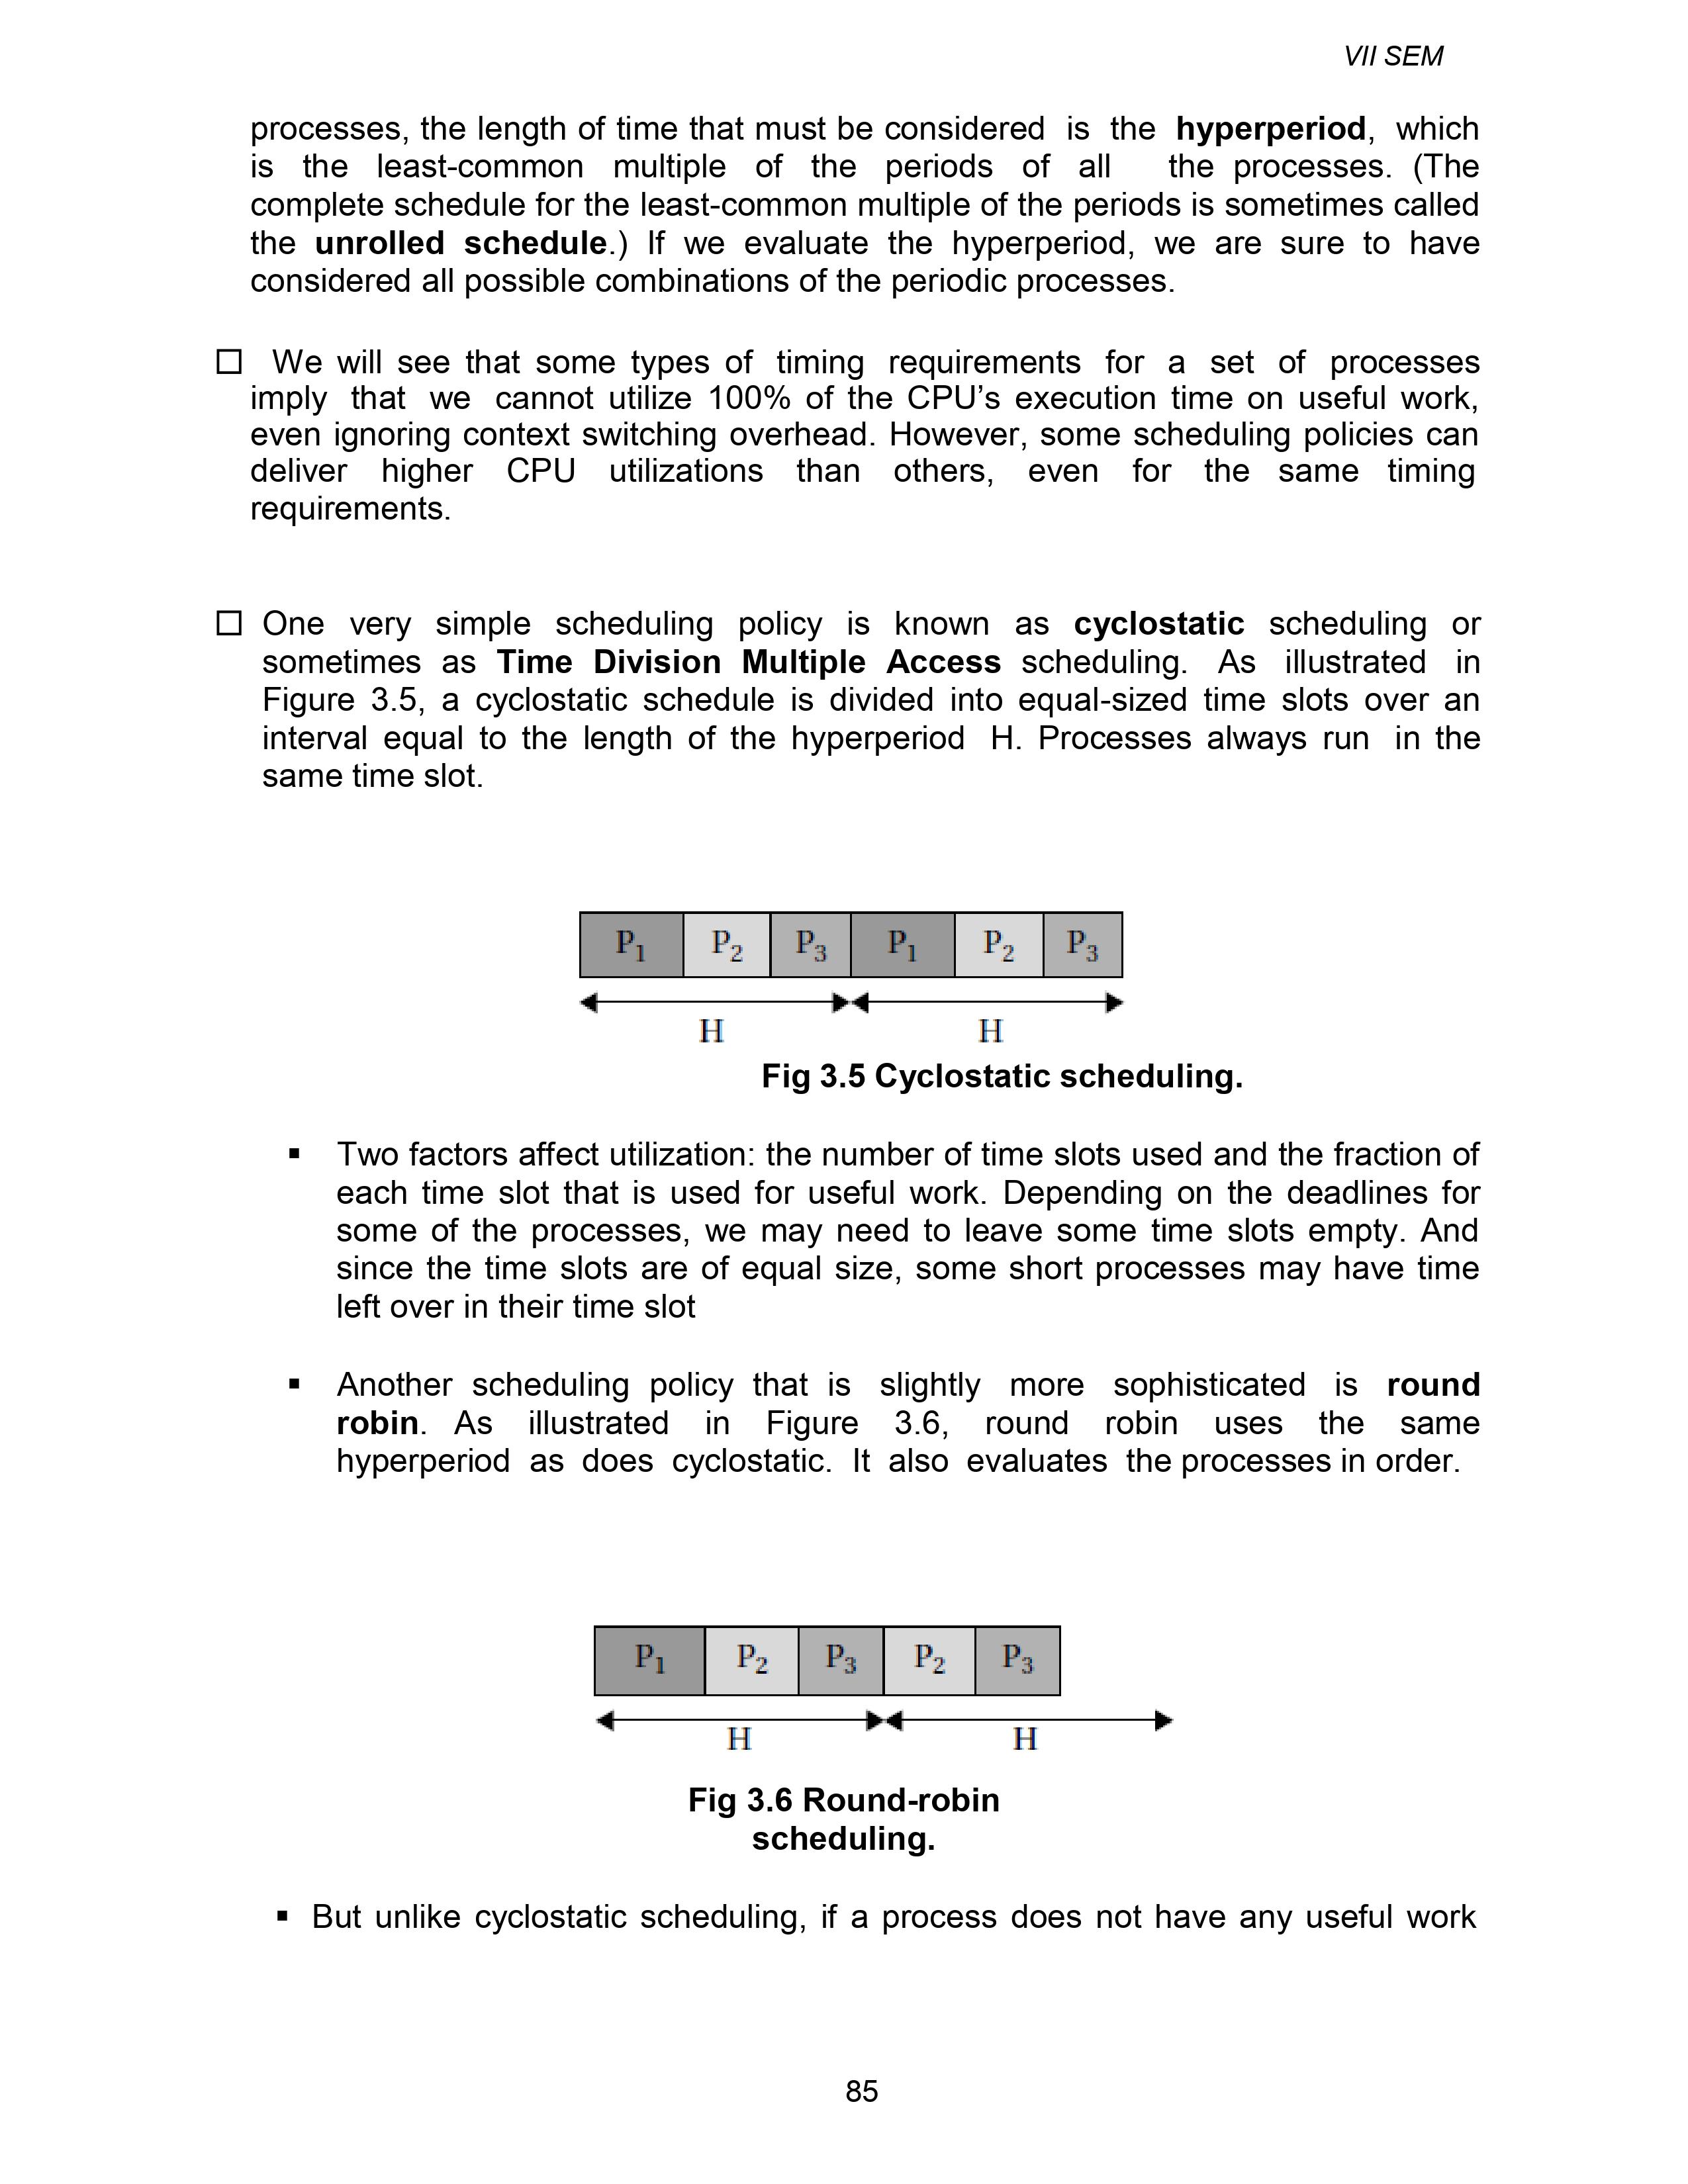 VII SEM
processes, the length of time that must be considered is the hyperperiod, which
is the least-common multiple of the periods of all the processes. (The
complete schedule for the least-common multiple of the periods is sometimes called
the unrolled schedule.) If we evaluate the hyperperiod, we are sure to have
considered all possible combinations of the periodic processes.
☐ We will see that some types of timing requirements for a set of processes
imply that we cannot utilize 100% of the CPU’s execution time on useful work,
even ignoring context switching overhead. However, some scheduling policies can
deliver higher CPU utilizations than others, even for the same timing
requirements.
☐ One very simple scheduling policy is known as cyclostatic scheduling or
sometimes as Time Division Multiple Access scheduling. As illustrated in
Figure 3.5, a cyclostatic schedule is divided into equal-sized time slots over an
interval equal to the length of the hyperperiod H. Processes always run in the
same time slot.
P1 P2 P3 P1 P2 P3
H H
Fig 3.5 Cyclostatic scheduling.
▪ Two factors affect utilization: the number of time slots used and the fraction of
each time slot that is used for useful work. Depending on the deadlines for
some of the processes, we may need to leave some time slots empty. And
since the time slots are of equal size, some short processes may have time
left over in their time slot
▪ Another scheduling policy that is slightly more sophisticated is round
robin. As illustrated in Figure 3.6, round robin uses the same
hyperperiod as does cyclostatic. It also evaluates the processes in order.
P1 P2 P3 P2 P3
H H
Fig 3.6 Round-robin
scheduling.
▪ But unlike cyclostatic scheduling, if a process does not have any useful work
85